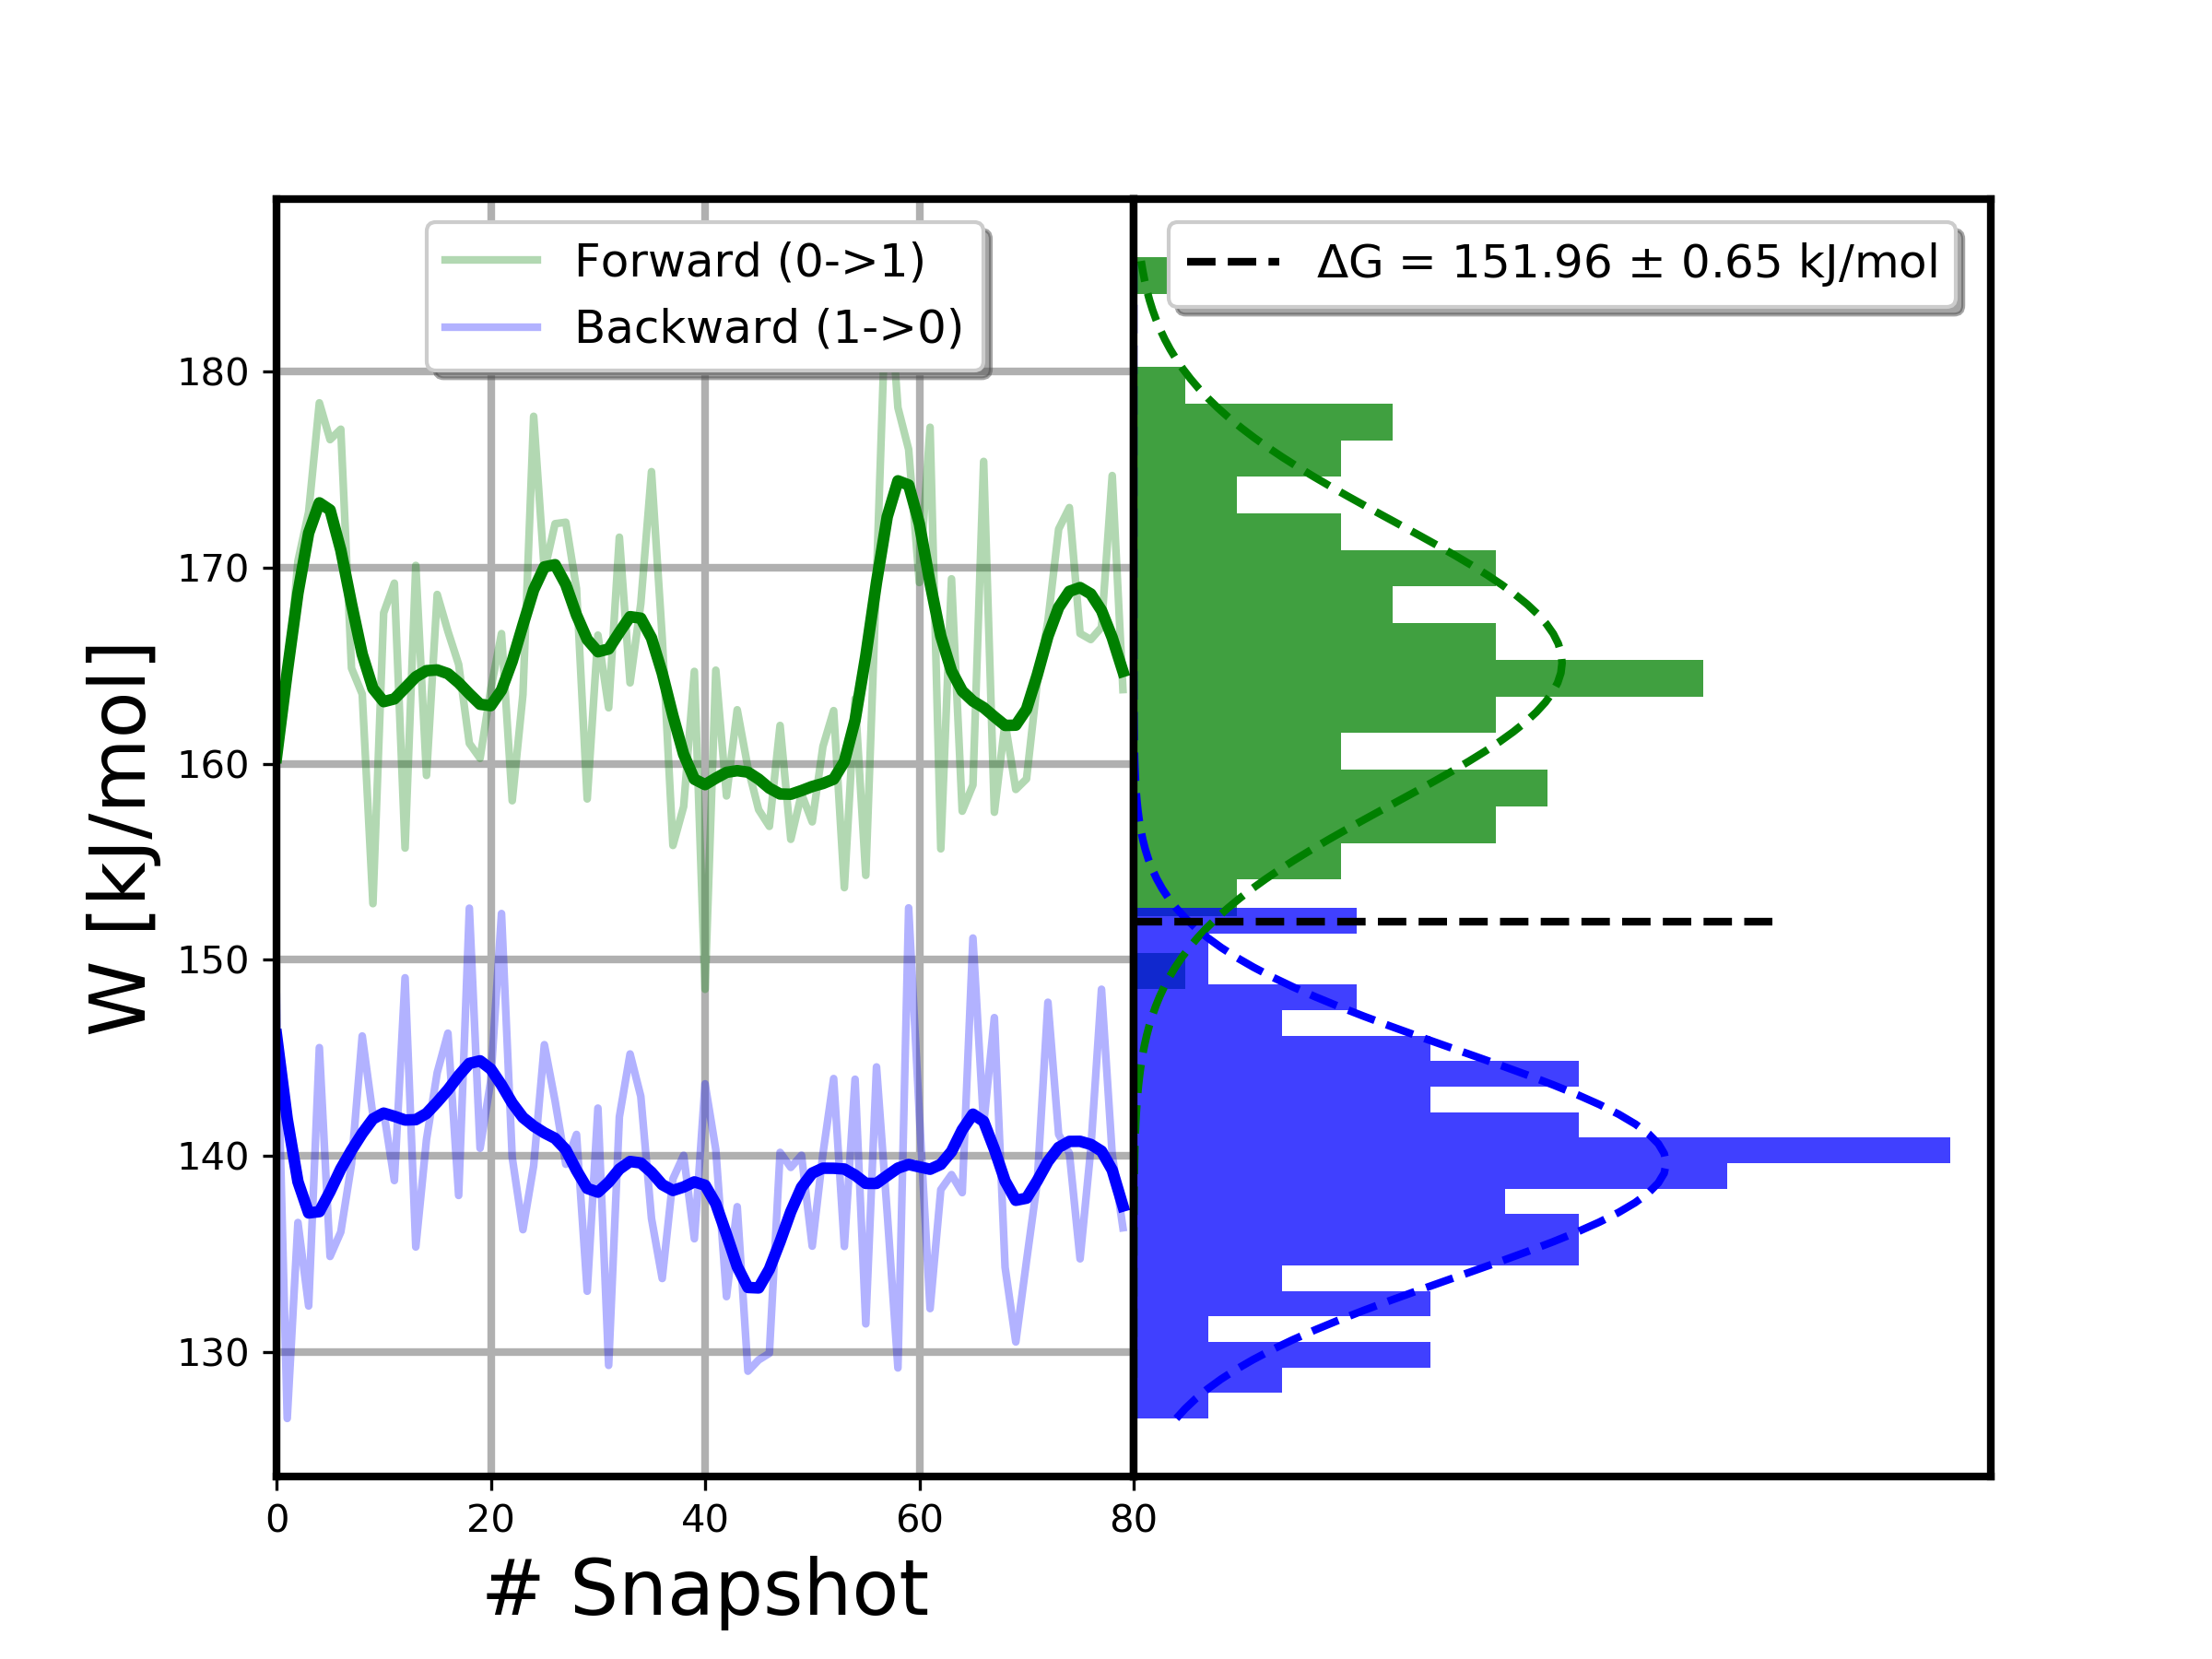 Forward (0->1)
Backward (1->0)
ΔG = 151.96 ± 0.65 kJ/mol
W [kJ/mol]
180
170
160
150
140
130
0 20 40 60 80
# Snapshot